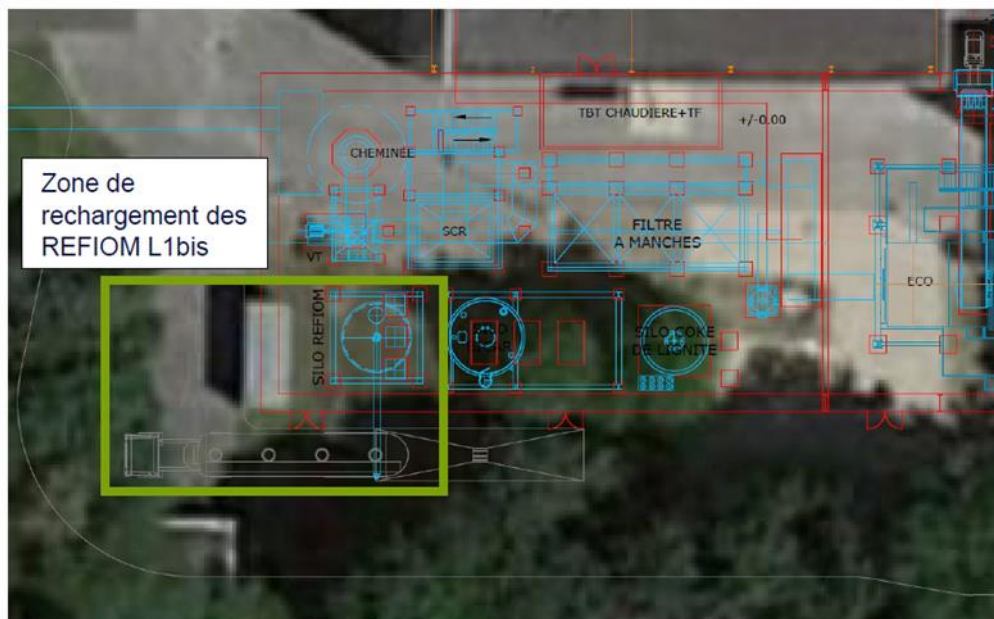 TBT CHAUDIERE+TF
+/-0.00
CHEMINÉE
Zone de
rechargement des
REFIOM L1bis
SCR
FILTRE
A MANCHES
VT
ECO
SILO REFIOM
SILO COKE
DE LIGNITE